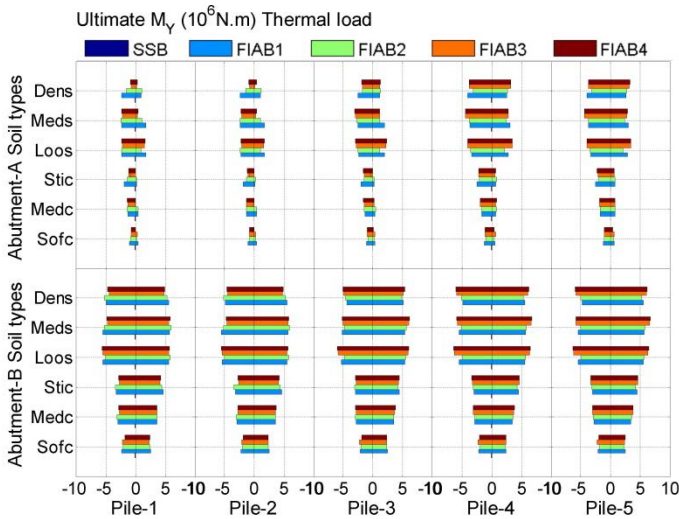 Ultimate M_Y (10^6N.m) Thermal load
SSB FIAB1 FIAB2 FIAB3 FIAB4
Abutment-A Soil types
Dens
Meds
Loos
Stic
Medc
Sofc
Abutment-B Soil types
Dens
Meds
Loos
Stic
Medc
Sofc
-10 -5 0 5 -10 -5 0 5 -10 -5 0 5 -10 -5 0 5 -10 -5 0 5 10
Pile-1 Pile-2 Pile-3 Pile-4 Pile-5